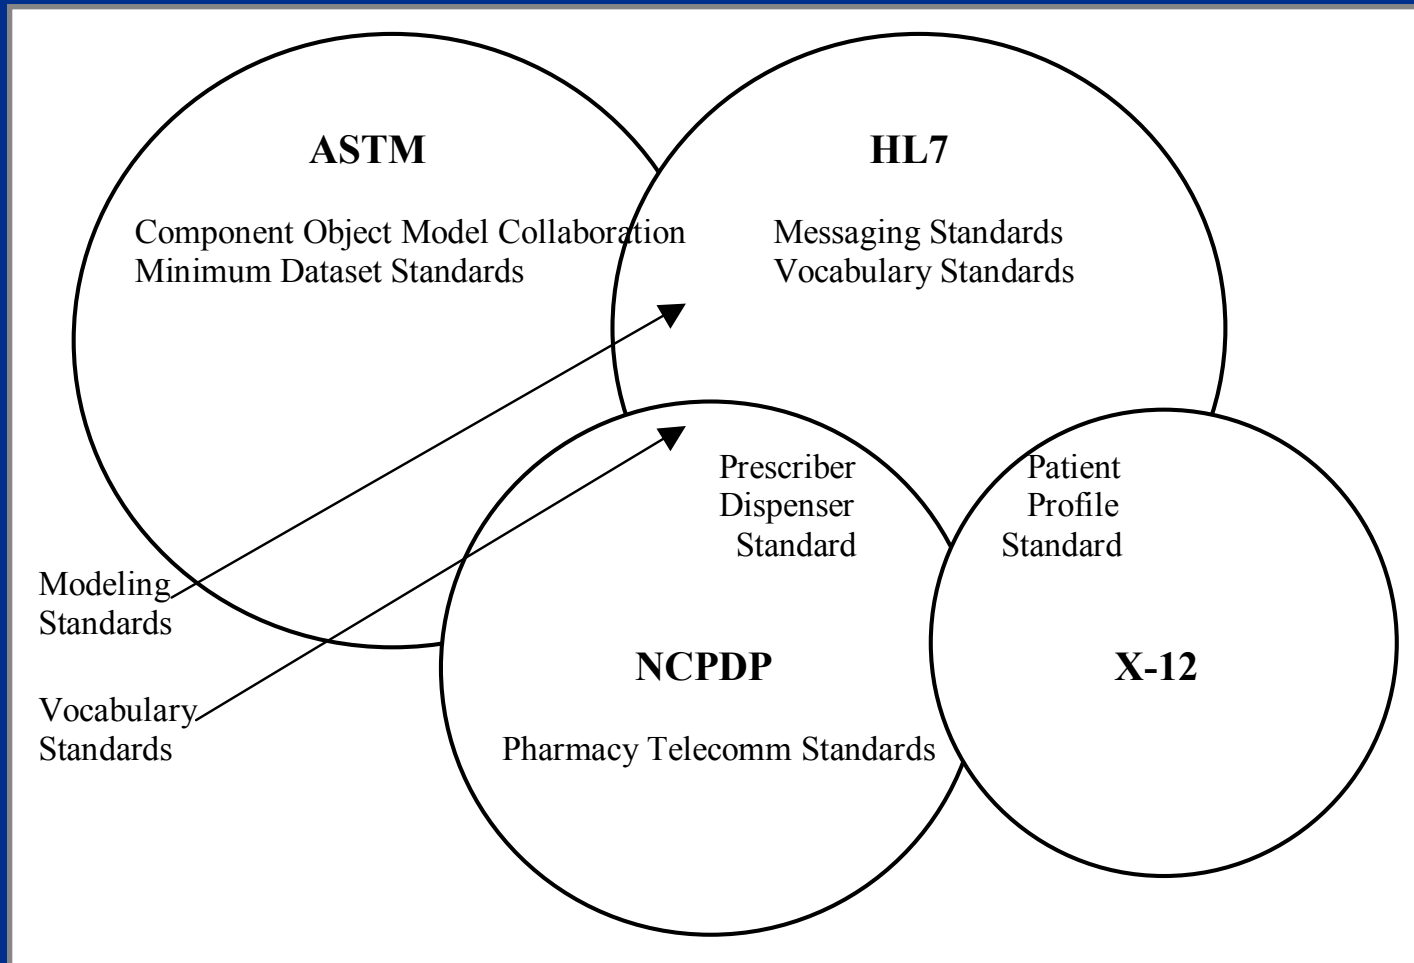 ASTM
Component Object Model Collaboration
Minimum Dataset Standards
HL7
Messaging Standards
Vocabulary Standards
Prescriber
Dispenser
Standard
Patient
Profile
Standard
Modeling
Standards
Vocabulary
Standards
NCPDP
Pharmacy Telecomm Standards
X-12